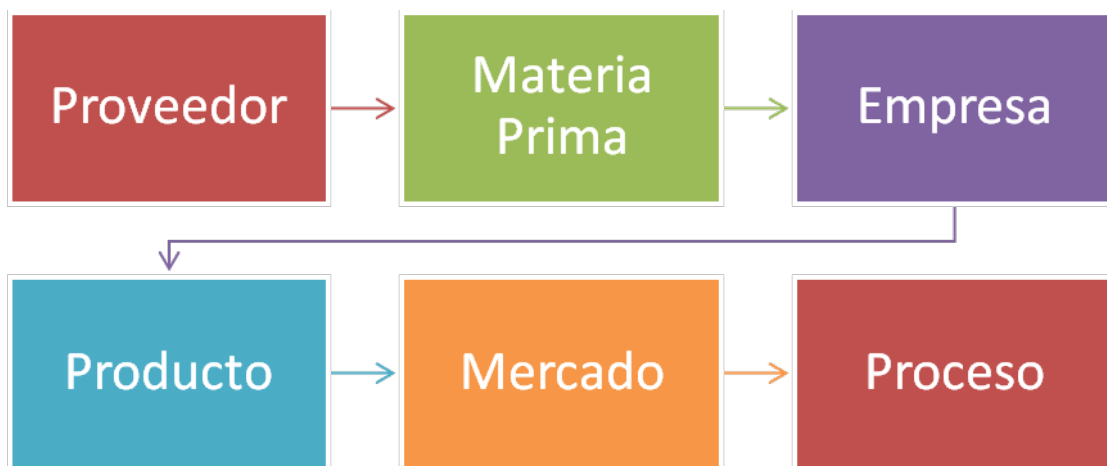 Proveedor
Materia
Prima
Empresa
Producto
Mercado
Proceso